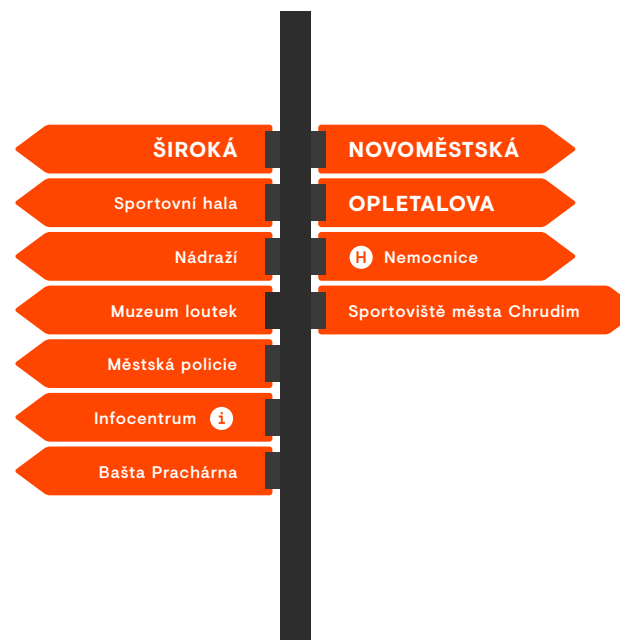 ŠIROKÁ
Sportovní hala
Nádraží
Muzeum loutek
Městská policie
Infocentrum i
Bašta Prachárna
NOVOMĚSTSKÁ
OPLETALOVA
H Nemocnice
Sportoviště města Chrudim